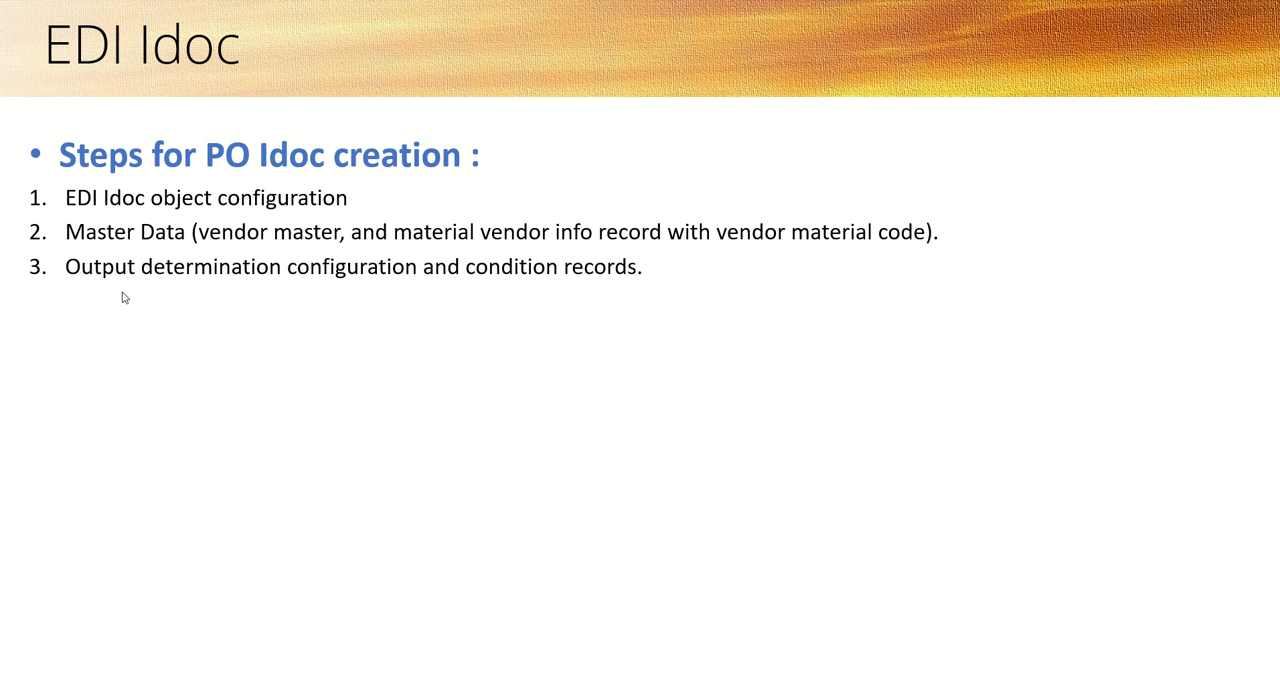 EDI Idoc
• Steps for PO Idoc creation :
1. EDI Idoc object configuration
2. Master Data (vendor master, and material vendor info record with vendor material code).
3. Output determination configuration and condition records.